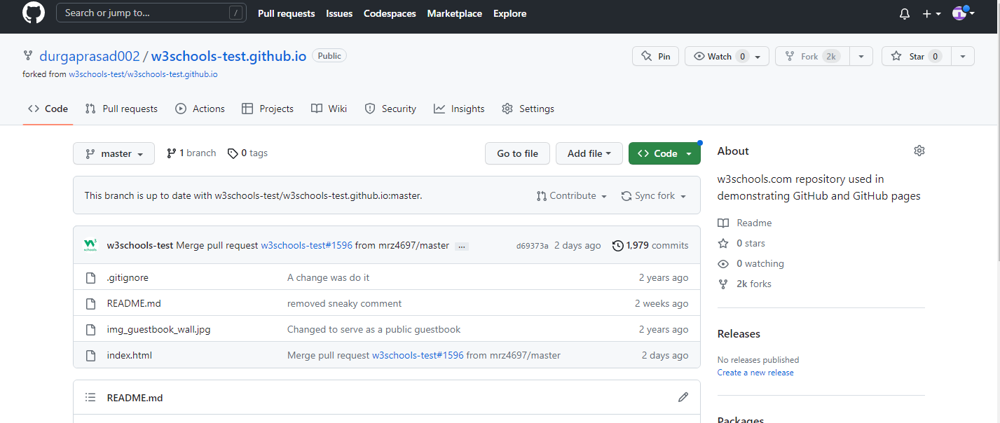 Search or jump to... / Pull requests Issues Codespaces Marketplace Explore
durgaprasad002 / w3schools-test.github.io Public Pin Watch 0 Fork 2k Star 0
forked from w3schools-test/w3schools-test.github.io
Code Pull requests Actions Projects Wiki Security Insights Settings
master 1 branch 0 tags Go to file Add file Code
This branch is up to date with w3schools-test/w3schools-test.github.io:master. Contribute Sync fork
w3schools-test Merge pull request w3schools-test#1596 from mrz4697/master ... d69373a 2 days ago 1,979 commits
.gitignore A change was do it 2 years ago
README.md removed sneaky comment 2 weeks ago
img_guestbook_wall.jpg Changed to serve as a public guestbook 2 years ago
index.html Merge pull request w3schools-test#1596 from mrz4697/master 2 days ago
README.md
About
w3schools.com repository used in
demonstrating GitHub and GitHub pages
Readme
0 stars
0 watching
2k forks
Releases
No releases published
Create a new release
Packages